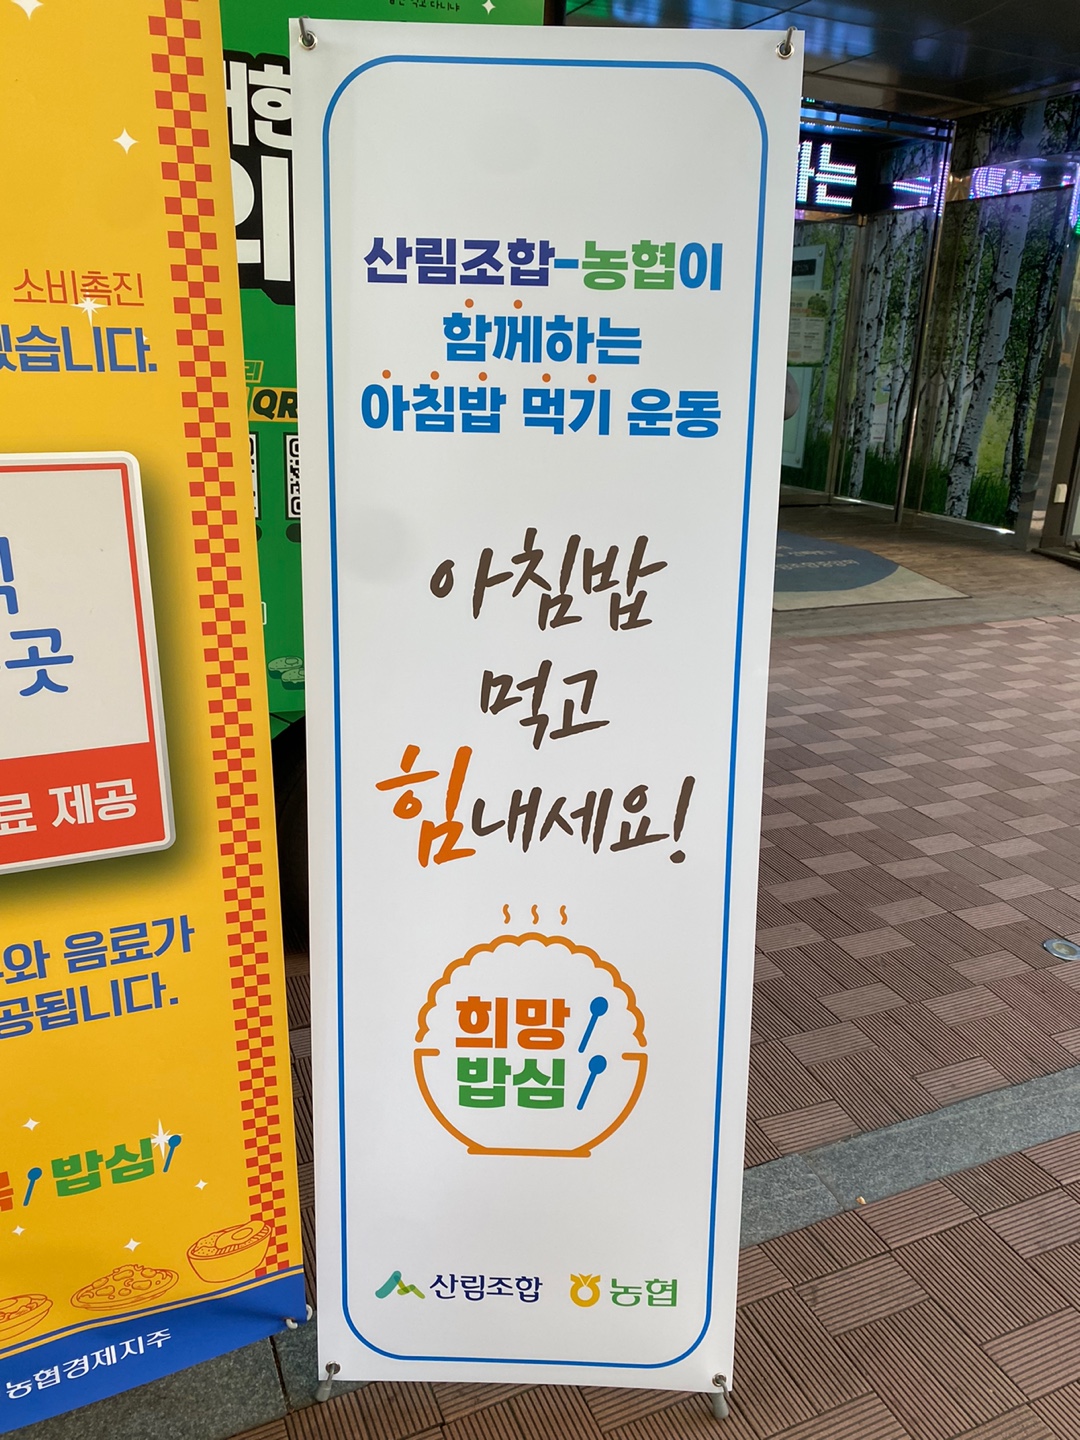 산림조합-농협이
함께하는
아침밥 먹기 운동
아침밥
먹고
힘내세요!
희망
밥심
산림조합 농협
소비촉진
습니다.
곳
료 제공
와 음료가
공됩니다.
밥심
농협경제지주
QR
는